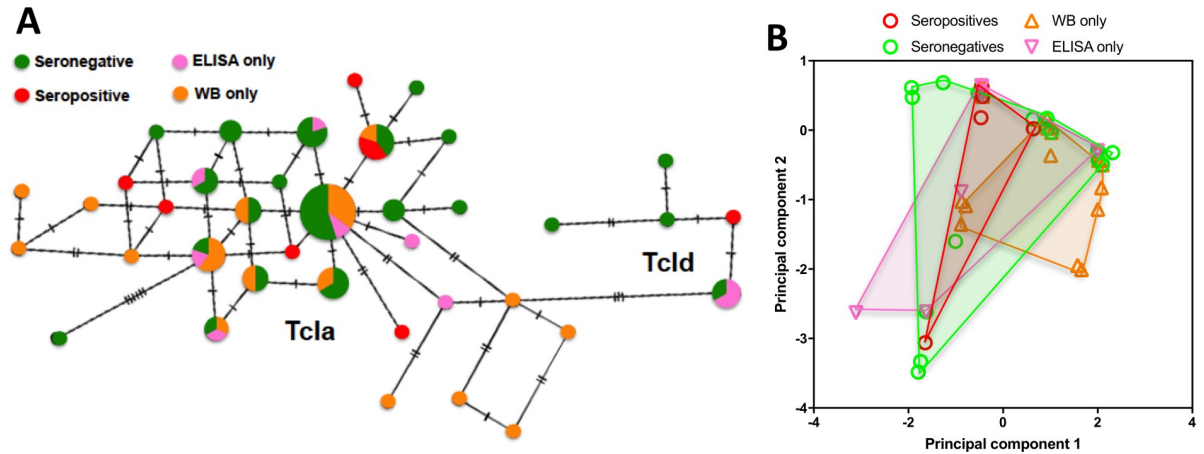 A
Seronegative
ELISA only
Seropositive
WB only
TcIa
TcId
B
Seropositives
WB only
Seronegatives
ELISA only
1
0
-1
-2
-3
-4
Principal component 2
-4
-2
0
2
4
Principal component 1